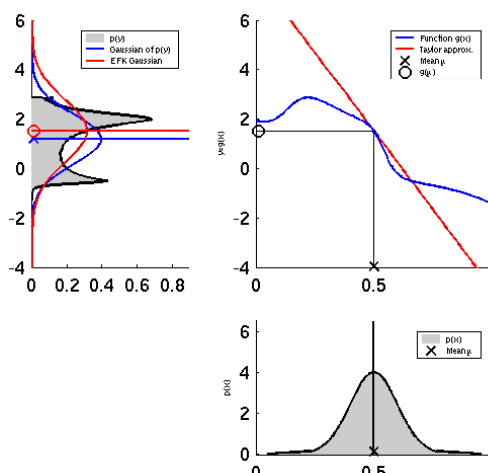 6
4
2
0
-2
-4
0 0.2 0.4 0.6 0.8
p(y)
Gaussian of p(y)
EFK Gaussian
6
4
2
0
-2
-4
0 0.5
y=g(x)
Function g(x)
Taylor approx.
Mean μ
g(μ)
6
4
2
0
0 0.5
p(x)
p(x)
Mean μ